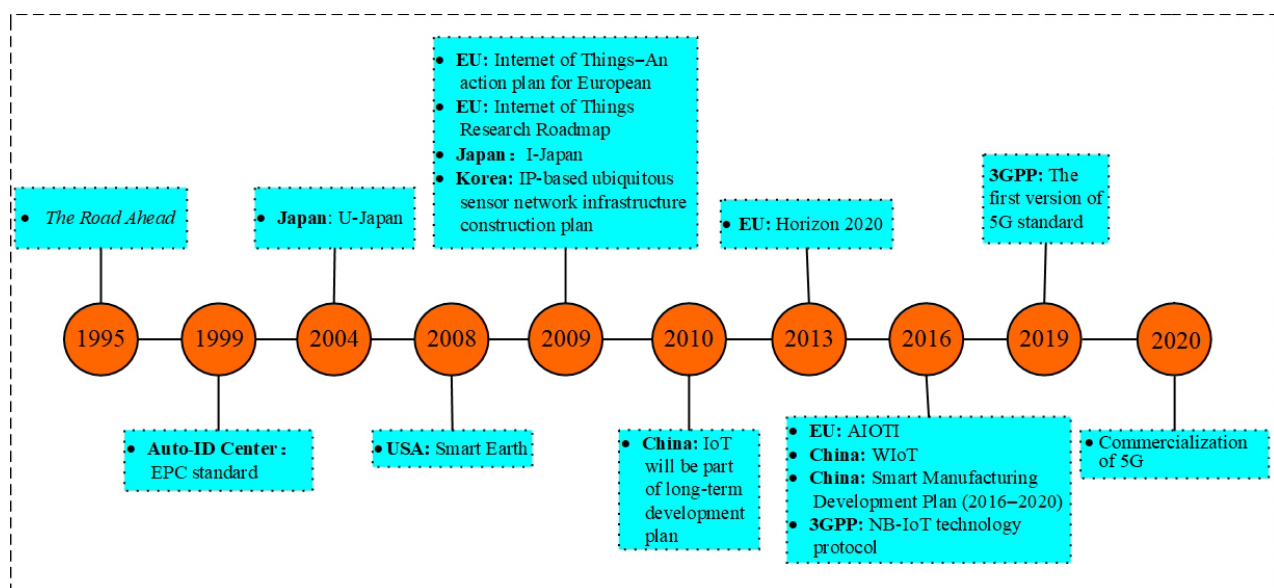 • EU: Internet of Things–An
action plan for European
• EU: Internet of Things
Research Roadmap
• Japan： I-Japan
• Korea: IP-based ubiquitous
sensor network infrastructure
construction plan
3GPP: The
first version of
5G standard
• The Road Ahead
• Japan: U-Japan
• EU: Horizon 2020
1995
1999
2004
2008
2009
2010
2013
2016
2019
2020
• Auto-ID Center：
EPC standard
• USA: Smart Earth
• China: IoT
will be part
of long-term
development
plan
• EU: AIOTI
• China: WIoT
• China: Smart Manufacturing
Development Plan (2016–2020)
• 3GPP: NB-IoT technology
protocol
• Commercialization
of 5G